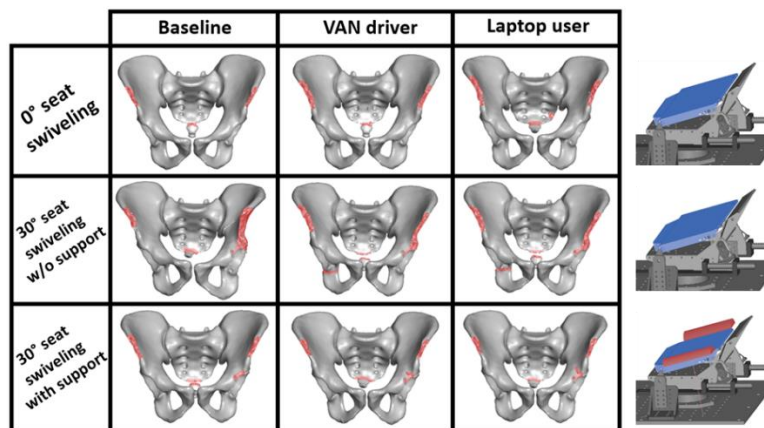 Baseline
VAN driver
Laptop user
0° seat
swiveling
30° seat
swiveling
w/o support
30° seat
swiveling
with support